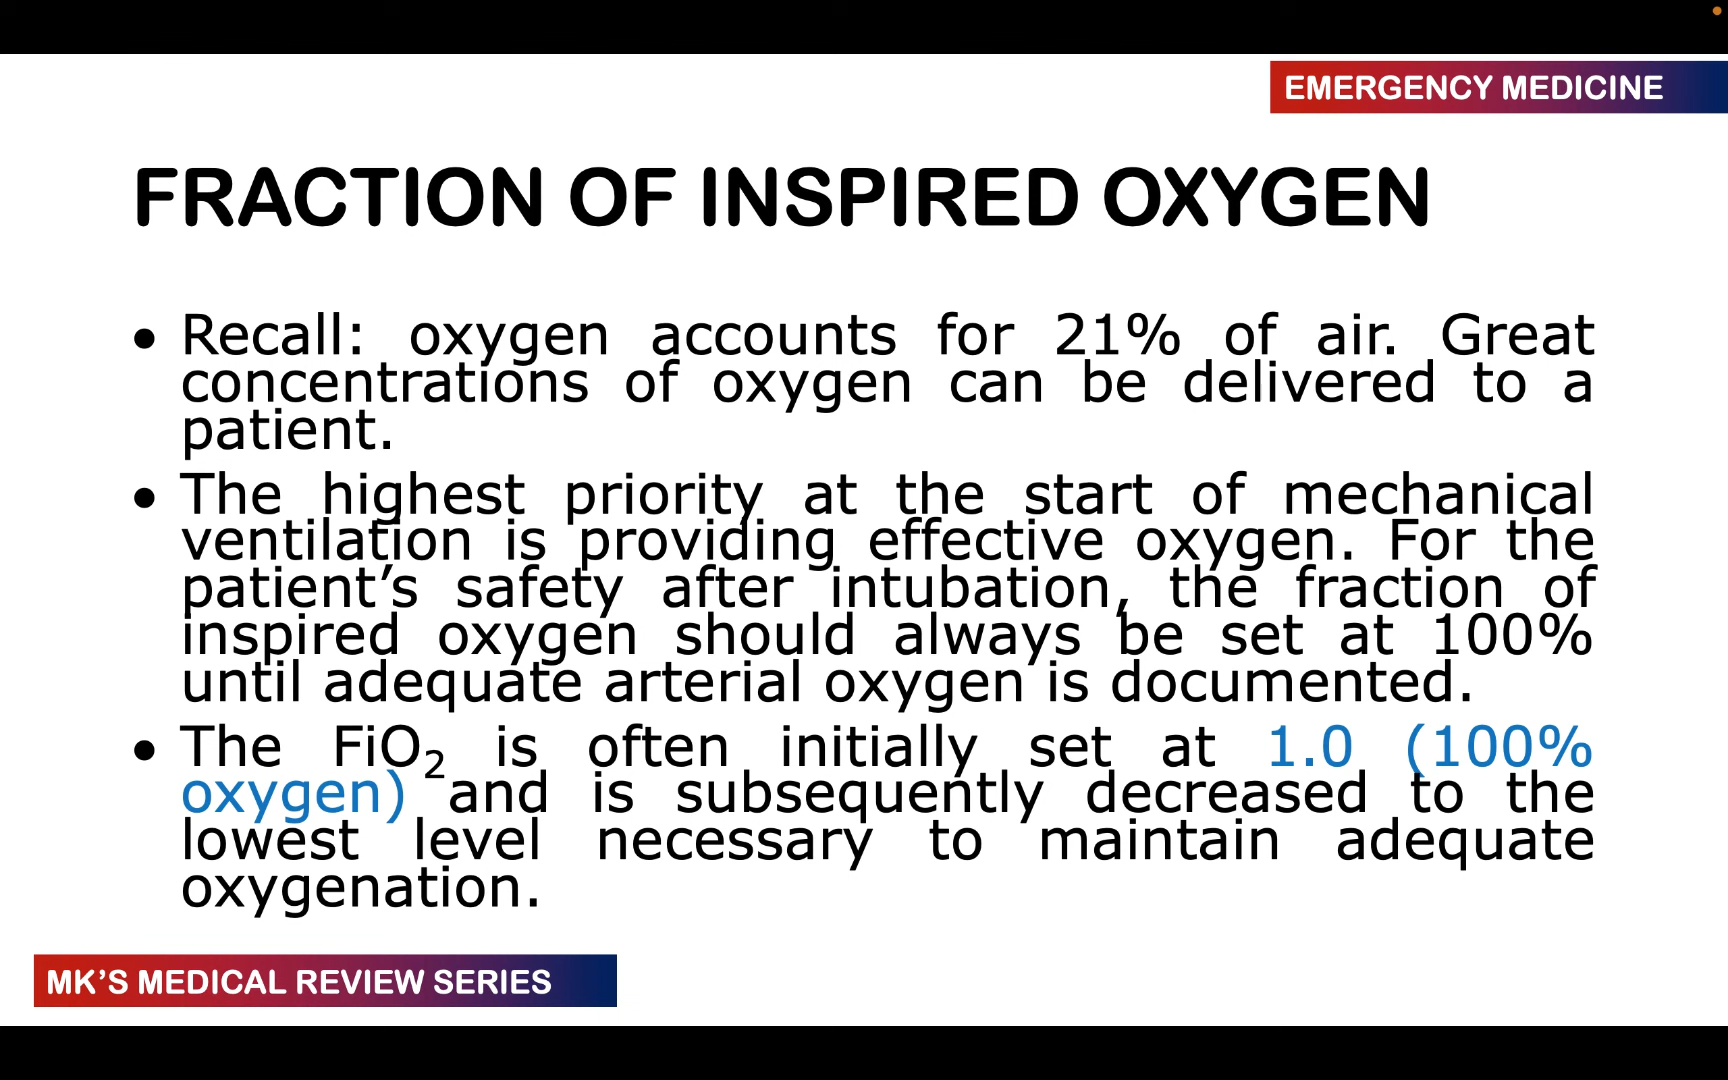 EMERGENCY MEDICINE
FRACTION OF INSPIRED OXYGEN
• Recall: oxygen accounts for 21% of air. Great
concentrations of oxygen can be delivered to a
patient.
• The highest priority at the start of mechanical
ventilation is providing effective oxygen. For the
patient’s safety after intubation, the fraction of
inspired oxygen should always be set at 100%
until adequate arterial oxygen is documented.
• The FiO₂ is often initially set at 1.0 (100%
oxygen) and is subsequently decreased to the
lowest level necessary to maintain adequate
oxygenation.
MK’S MEDICAL REVIEW SERIES